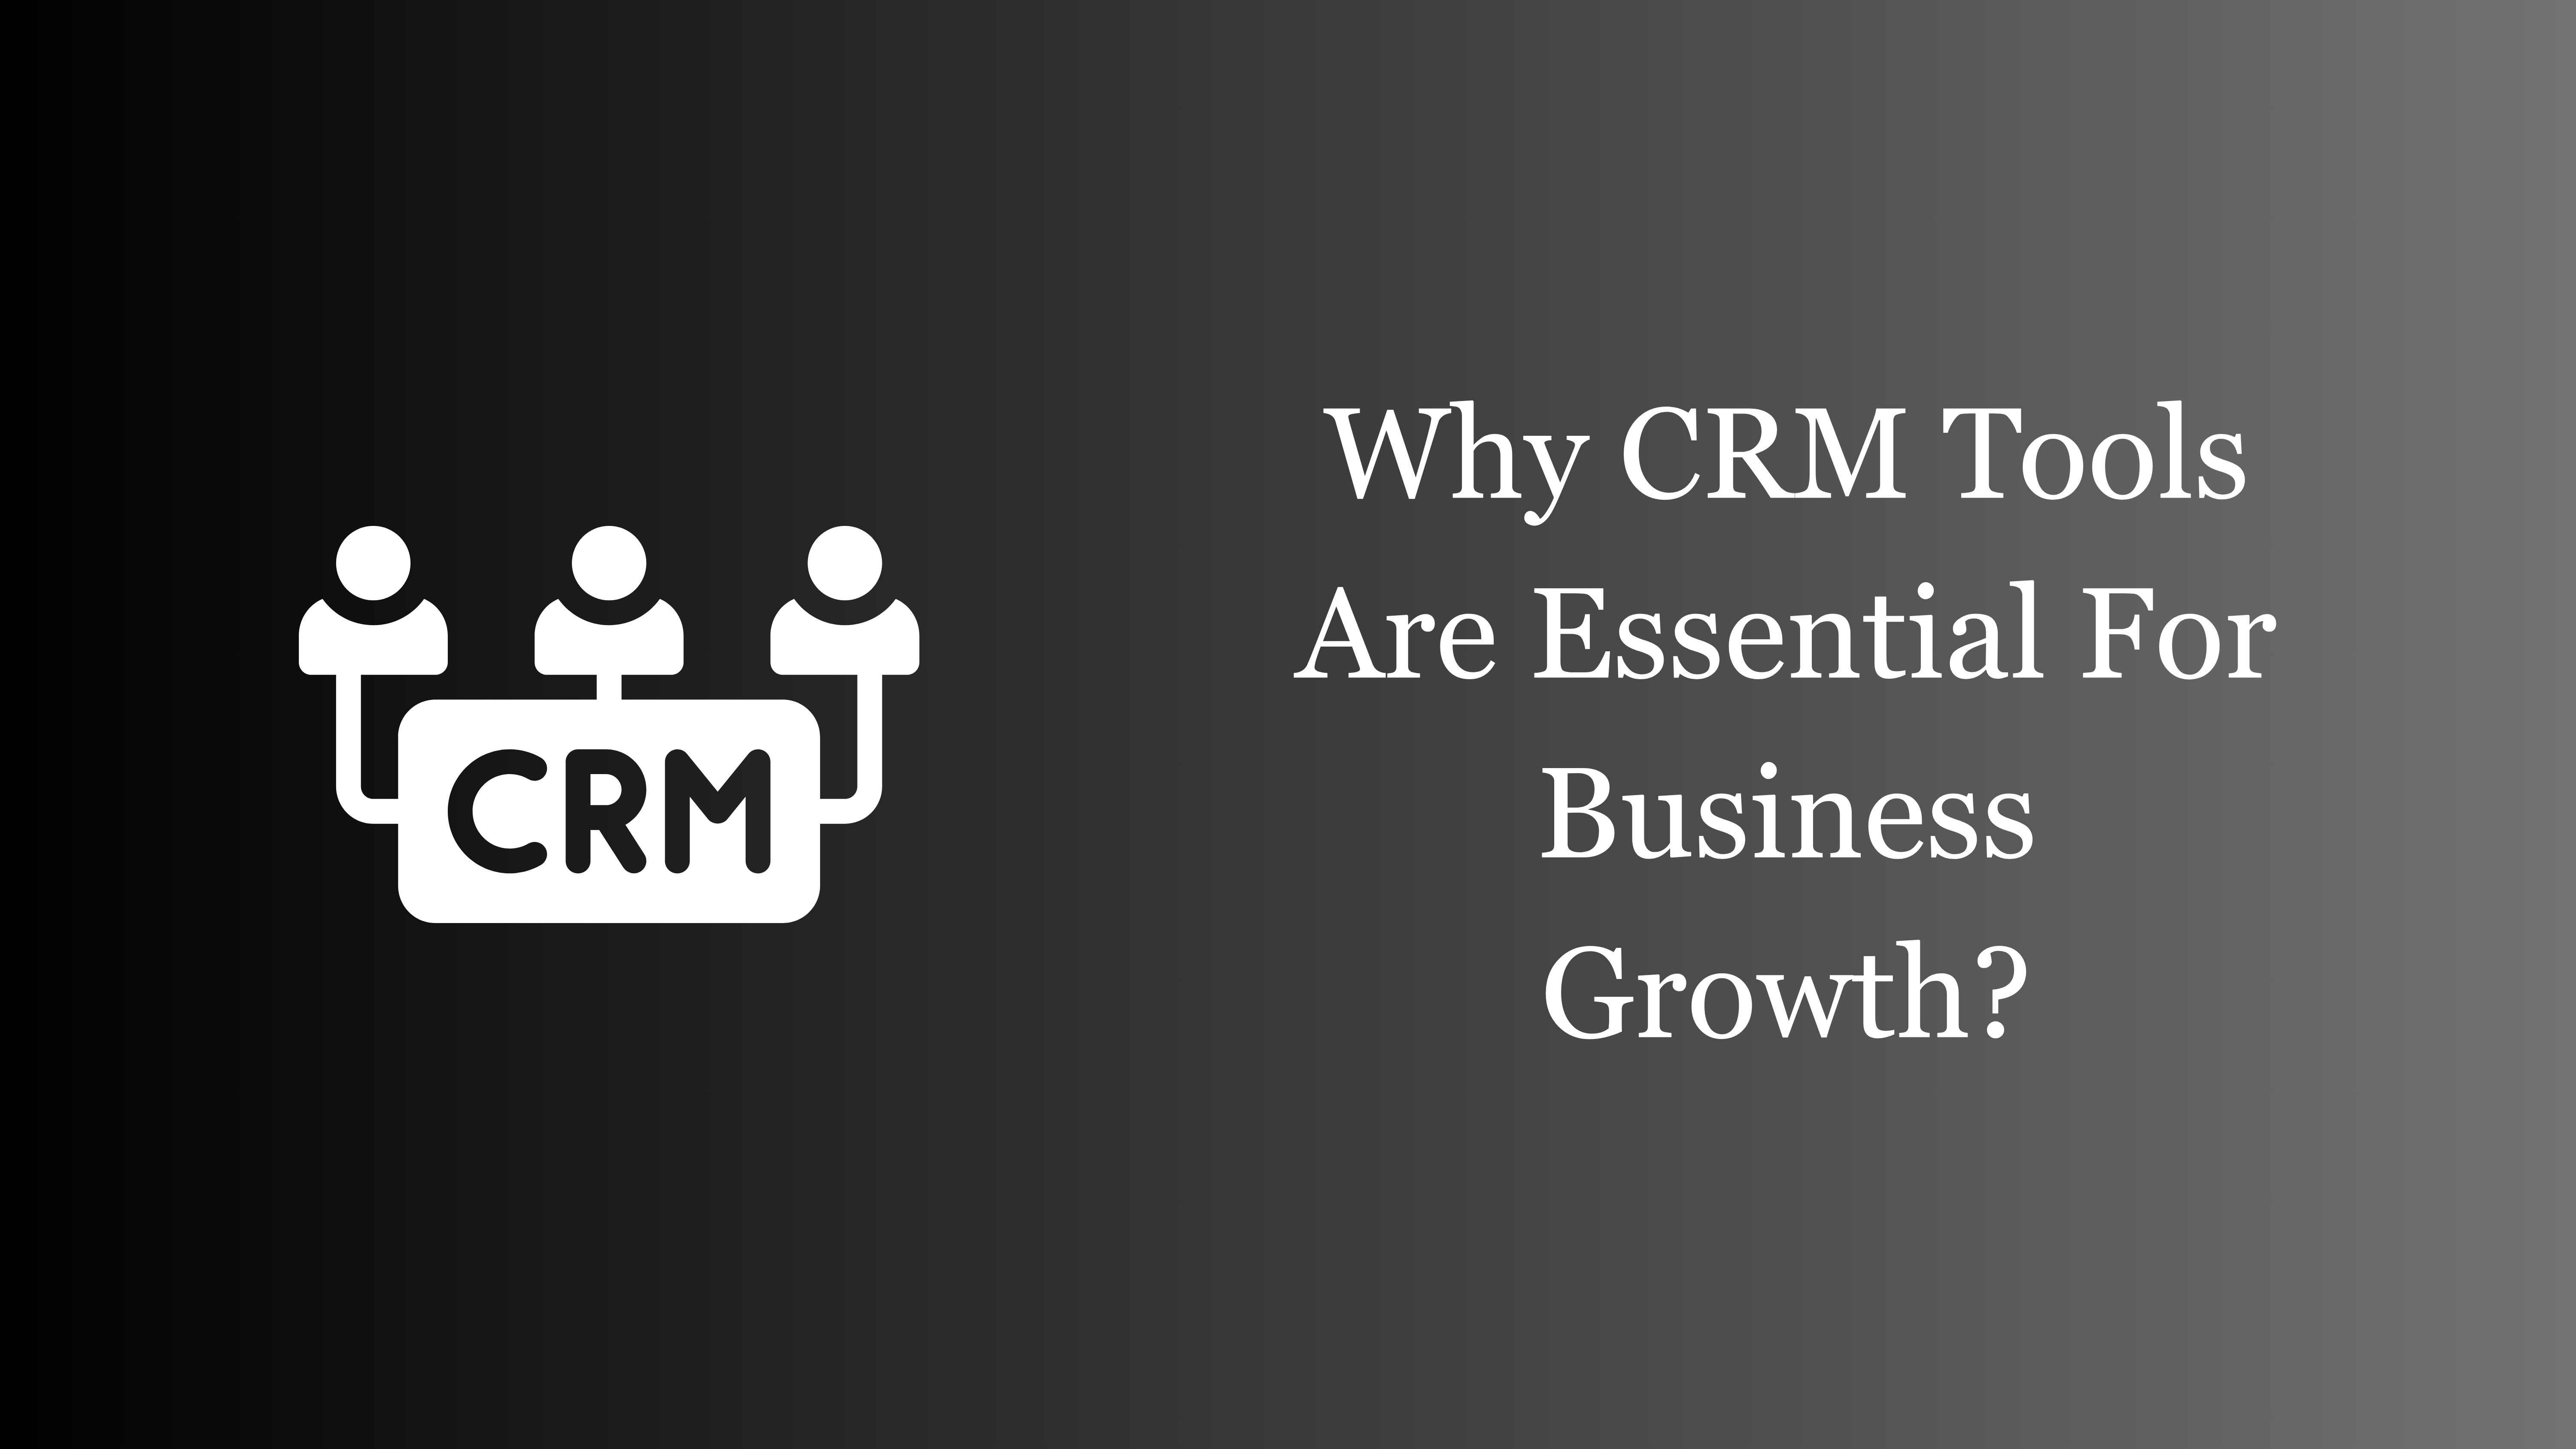 CRM
Why CRM Tools
Are Essential For
Business
Growth?